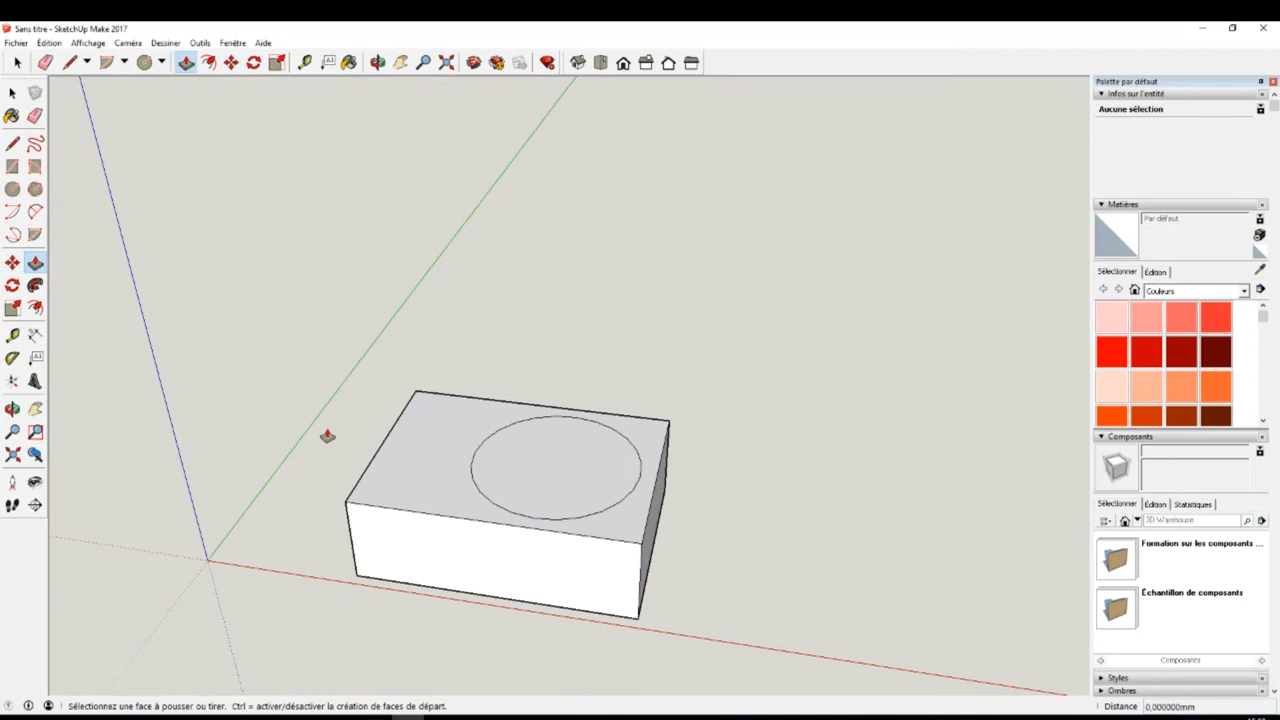 Sans titre - SketchUp Make 2017
Fichier Édition Affichage Caméra Dessiner Outils Fenêtre Aide
Palette par défaut
Infos sur l'entité
Aucune sélection
Matières
Par défaut
Sélectionner Édition
Couleurs
Composants
Sélectionner Édition Statistiques
3D Warehouse
Formation sur les composants ...
Échantillon de composants
Composants
Styles
Ombres
Sélectionnez une face à pousser ou tirer. Ctrl = activer/désactiver la création de faces de départ.
Distance 0,000000mm